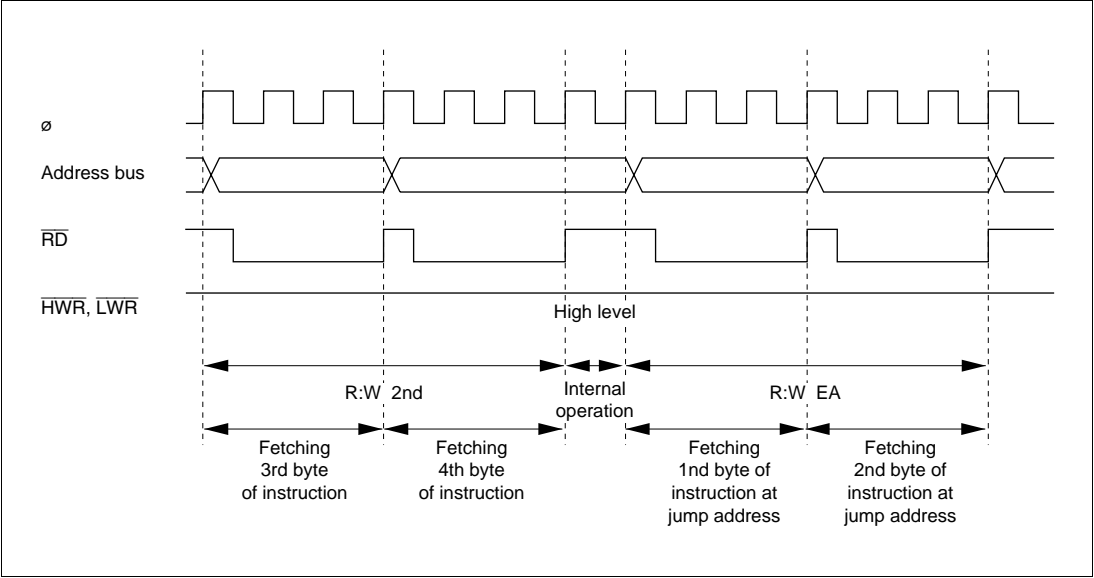 ø
Address bus
RD
HWR, LWR
High level
R:W 2nd
Internal
operation
R:W EA
Fetching
3rd byte
of instruction
Fetching
4th byte
of instruction
Fetching
1nd byte of
instruction at
jump address
Fetching
2nd byte of
instruction at
jump address